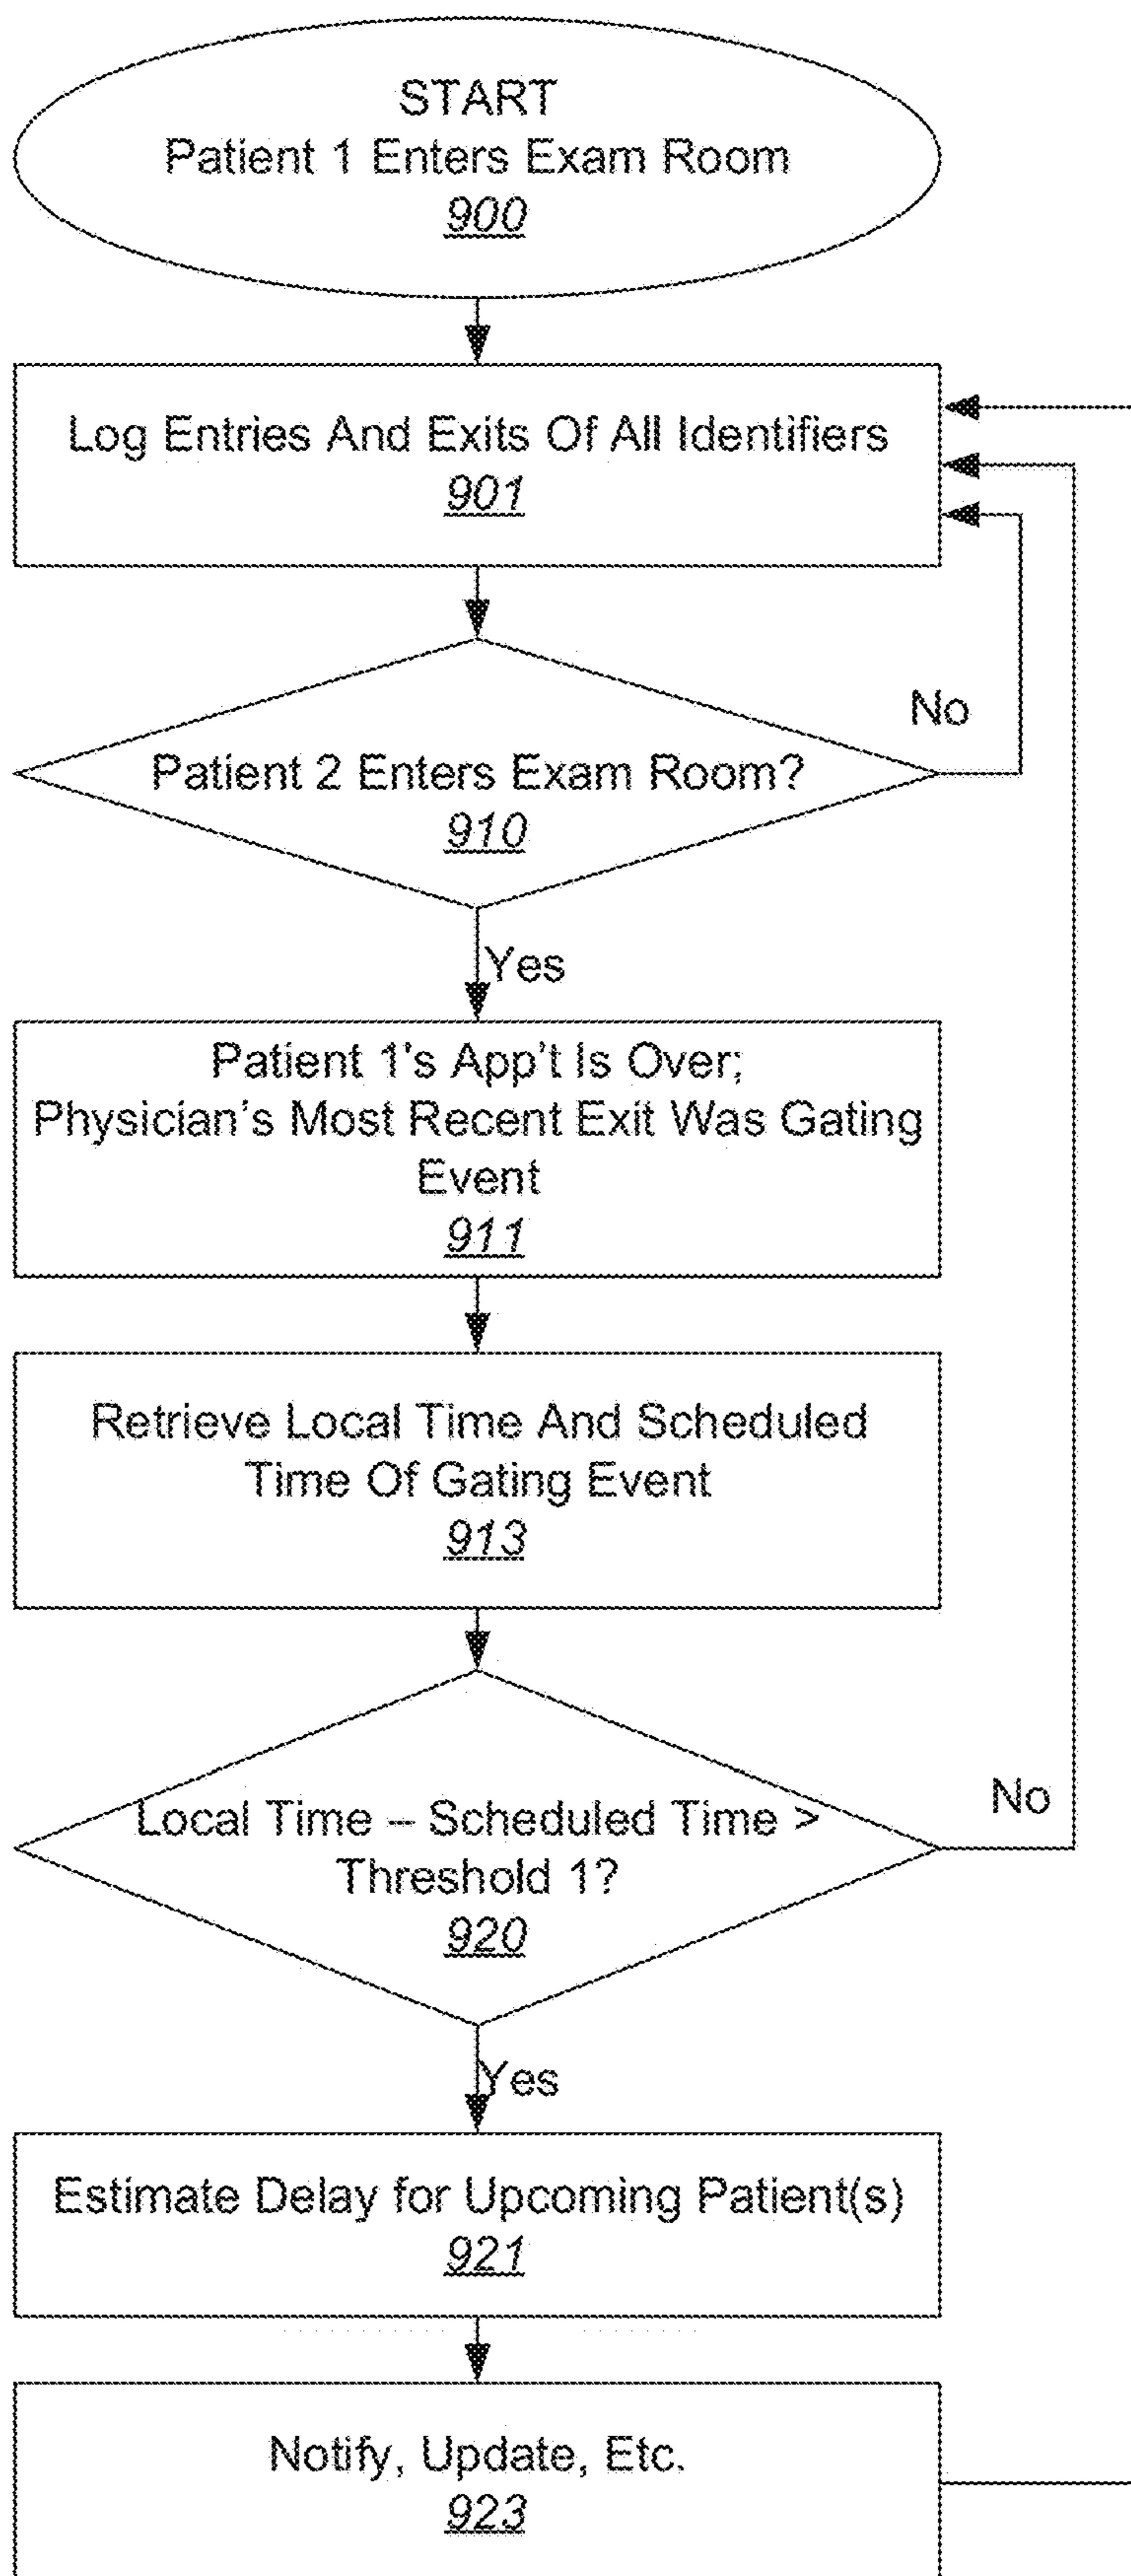 START
Patient 1 Enters Exam Room
900
Log Entries And Exits Of All Identifiers
901
No
Patient 2 Enters Exam Room?
910
Yes
Patient 1's App't Is Over;
Physician's Most Recent Exit Was Gating
Event
911
Retrieve Local Time And Scheduled
Time Of Gating Event
913
No
Local Time – Scheduled Time >
Threshold 1?
920
Yes
Estimate Delay for Upcoming Patient(s)
921
Notify, Update, Etc.
923